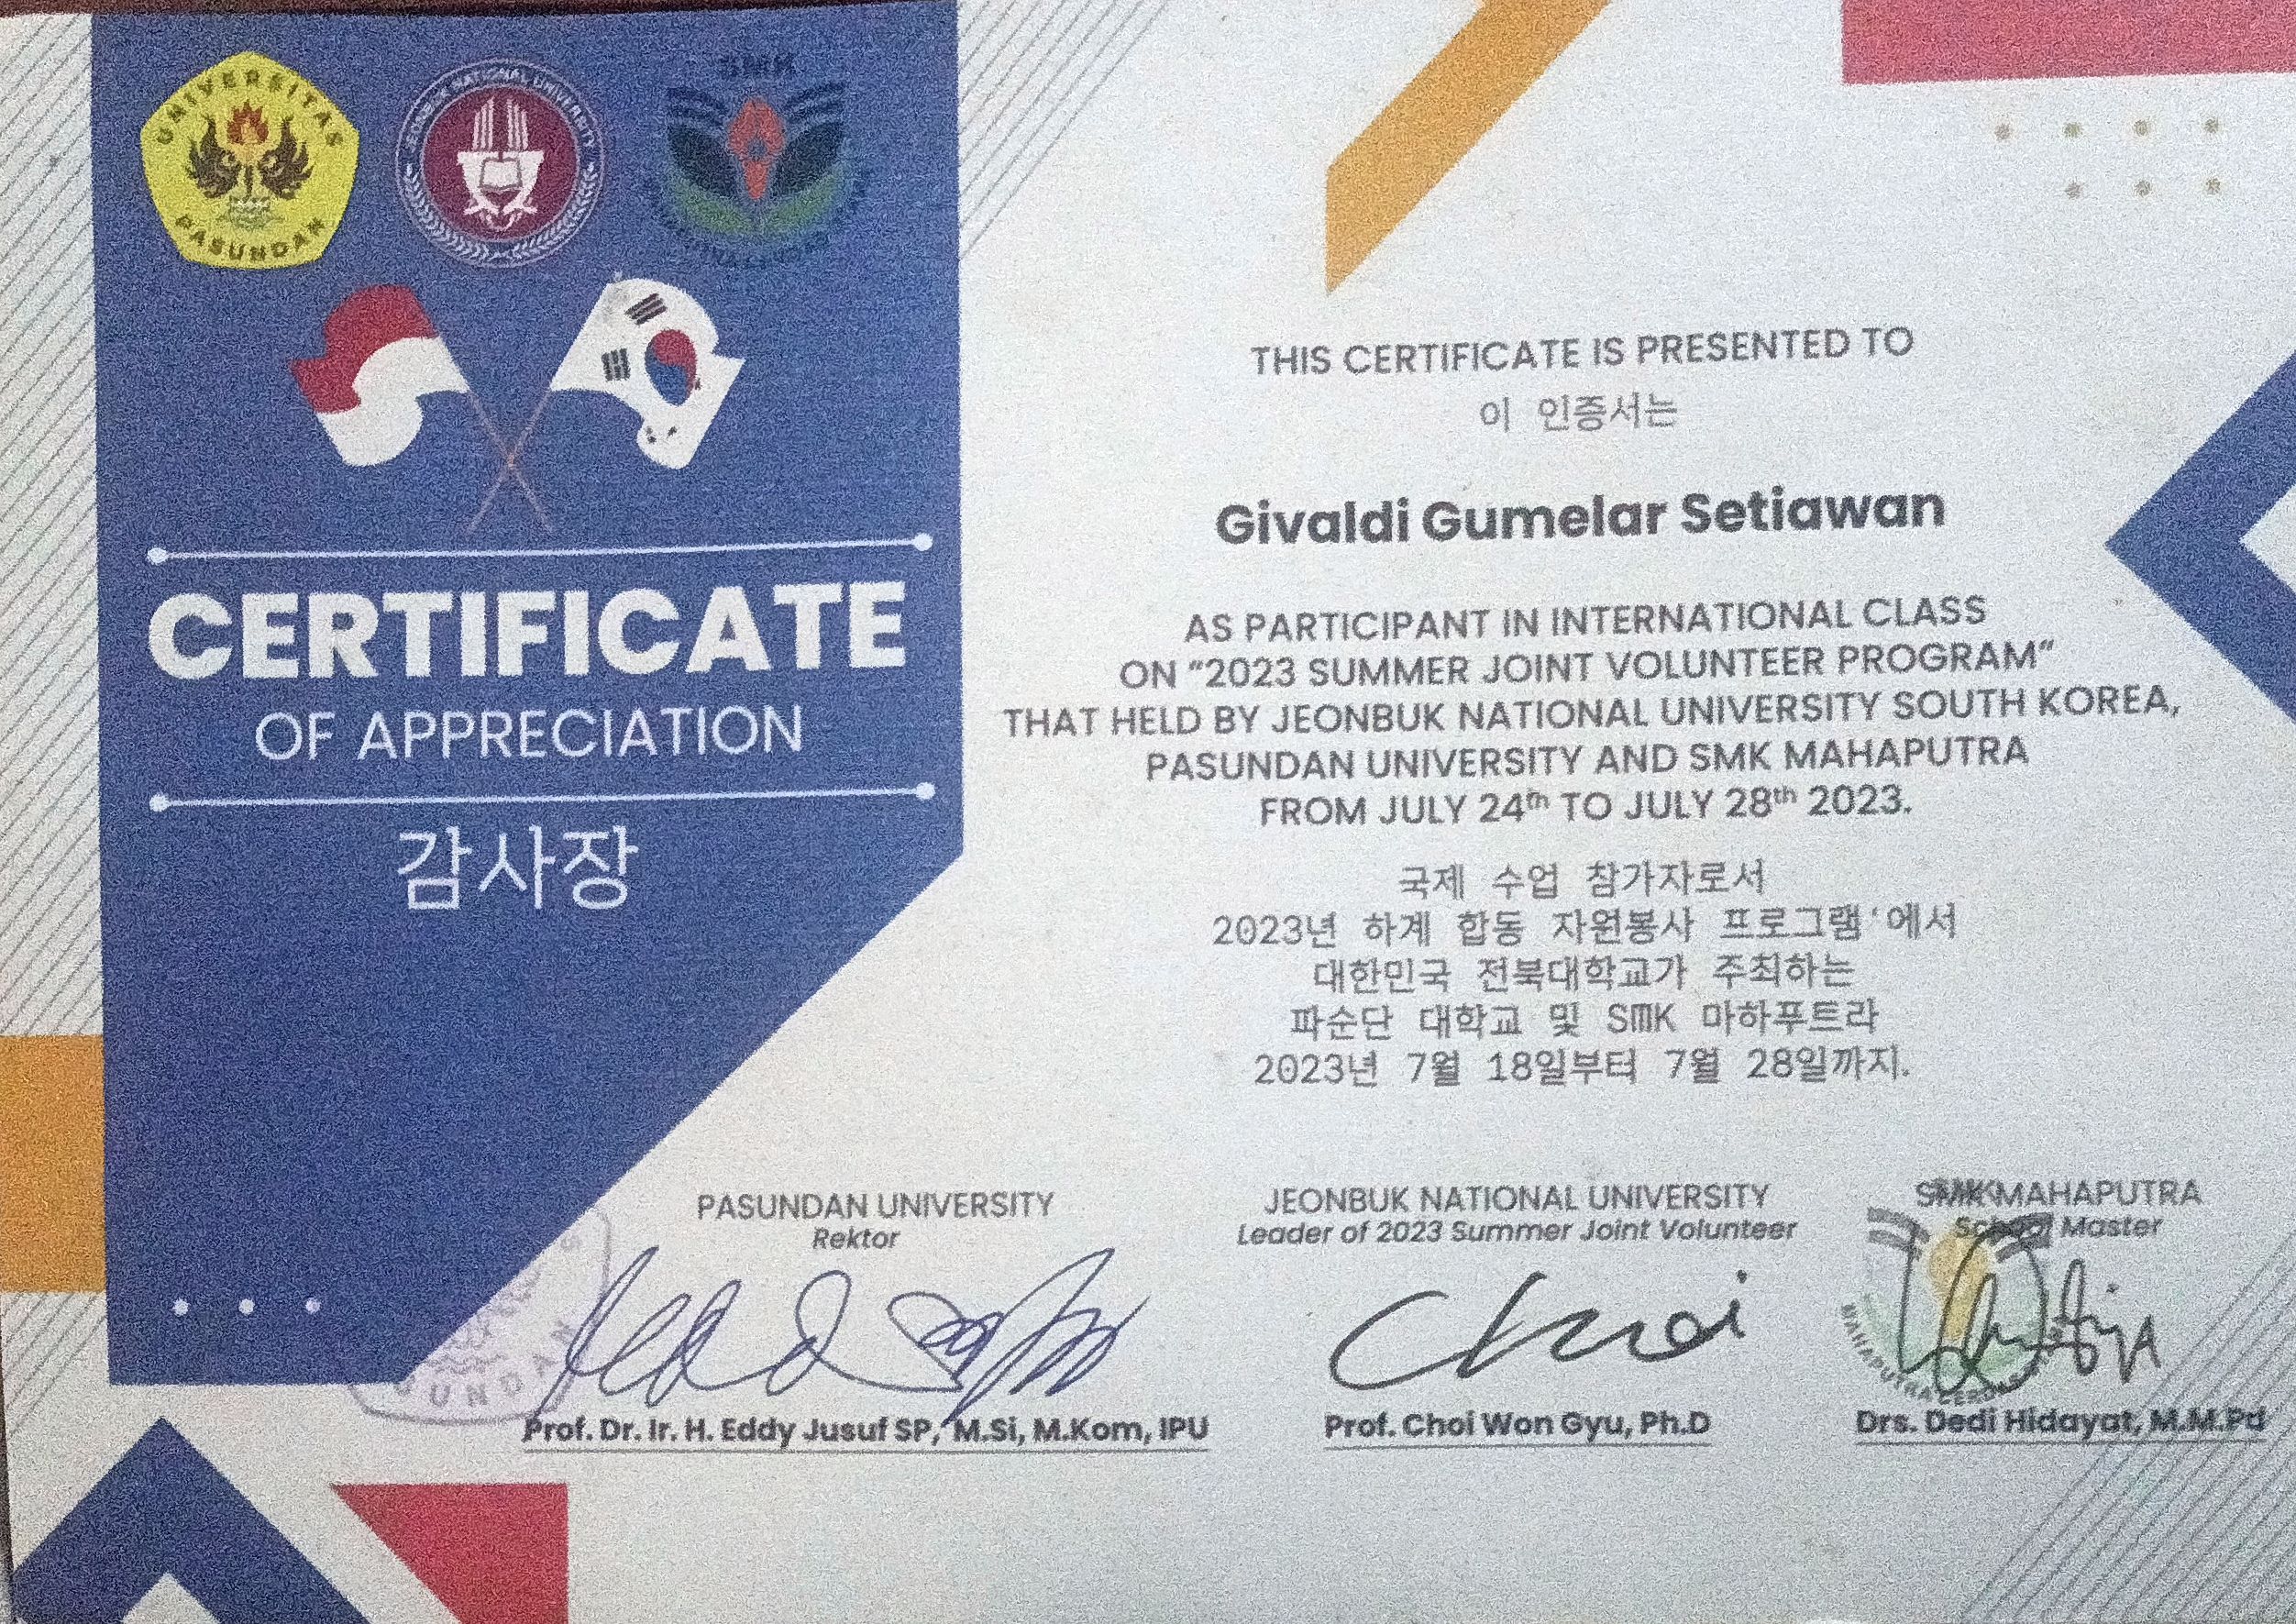 UNIVERSITAS
PASUNDAN
JEONBUK NATIONAL UNIVERSITY
SMK
CERTIFICATE
OF APPRECIATION
감사장
THIS CERTIFICATE IS PRESENTED TO
이 인증서는
Givaldi Gumelar Setiawan
AS PARTICIPANT IN INTERNATIONAL CLASS
ON “2023 SUMMER JOINT VOLUNTEER PROGRAM”
THAT HELD BY JEONBUK NATIONAL UNIVERSITY SOUTH KOREA,
PASUNDAN UNIVERSITY AND SMK MAHAPUTRA
FROM JULY 24th TO JULY 28th 2023.
국제 수업 참가자로서
2023년 하계 합동 자원봉사 프로그램'에서
대한민국 전북대학교가 주최하는
파순단 대학교 및 SMK 마하푸트라
2023년 7월 18일부터 7월 28일까지.
PASUNDAN UNIVERSITY
Rektor
Prof. Dr. Ir. H. Eddy Jusuf SP, M.Si, M.Kom, IPU
JEONBUK NATIONAL UNIVERSITY
Leader of 2023 Summer Joint Volunteer
Choi
Prof. Choi Won Gyu, Ph.D
SMK MAHAPUTRA
School Master
MAHAPUTRA
Drs. Dedi Hidayat, M.M.Pd